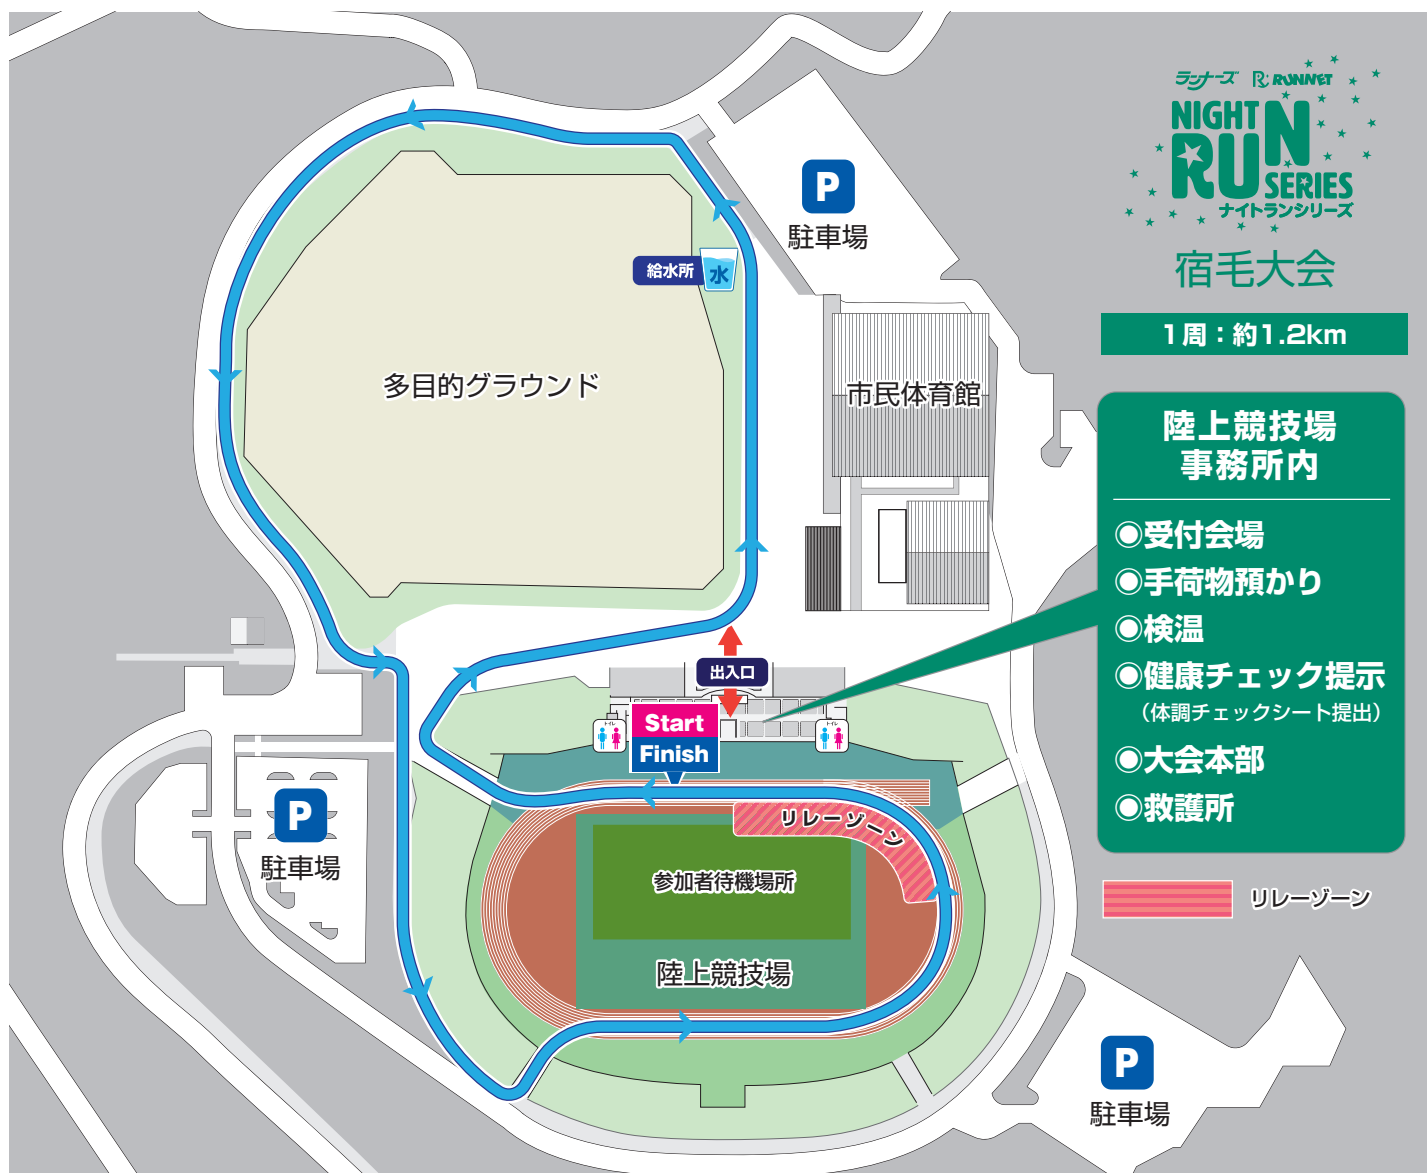 ランナーズ RUNNET
NIGHT
RUN
SERIES
ナイトランシリーズ
宿毛大会
1周：約1.2km
陸上競技場
事務所内
◉受付会場
◉手荷物預かり
◉検温
◉健康チェック提示
（体調チェックシート提出）
◉大会本部
◉救護所
リレーゾーン
P
駐車場
給水所
水
多目的グラウンド
市民体育館
出入口
トイレ
Start
Finish
トイレ
リレーゾーン
P
駐車場
参加者待機場所
陸上競技場
P
駐車場